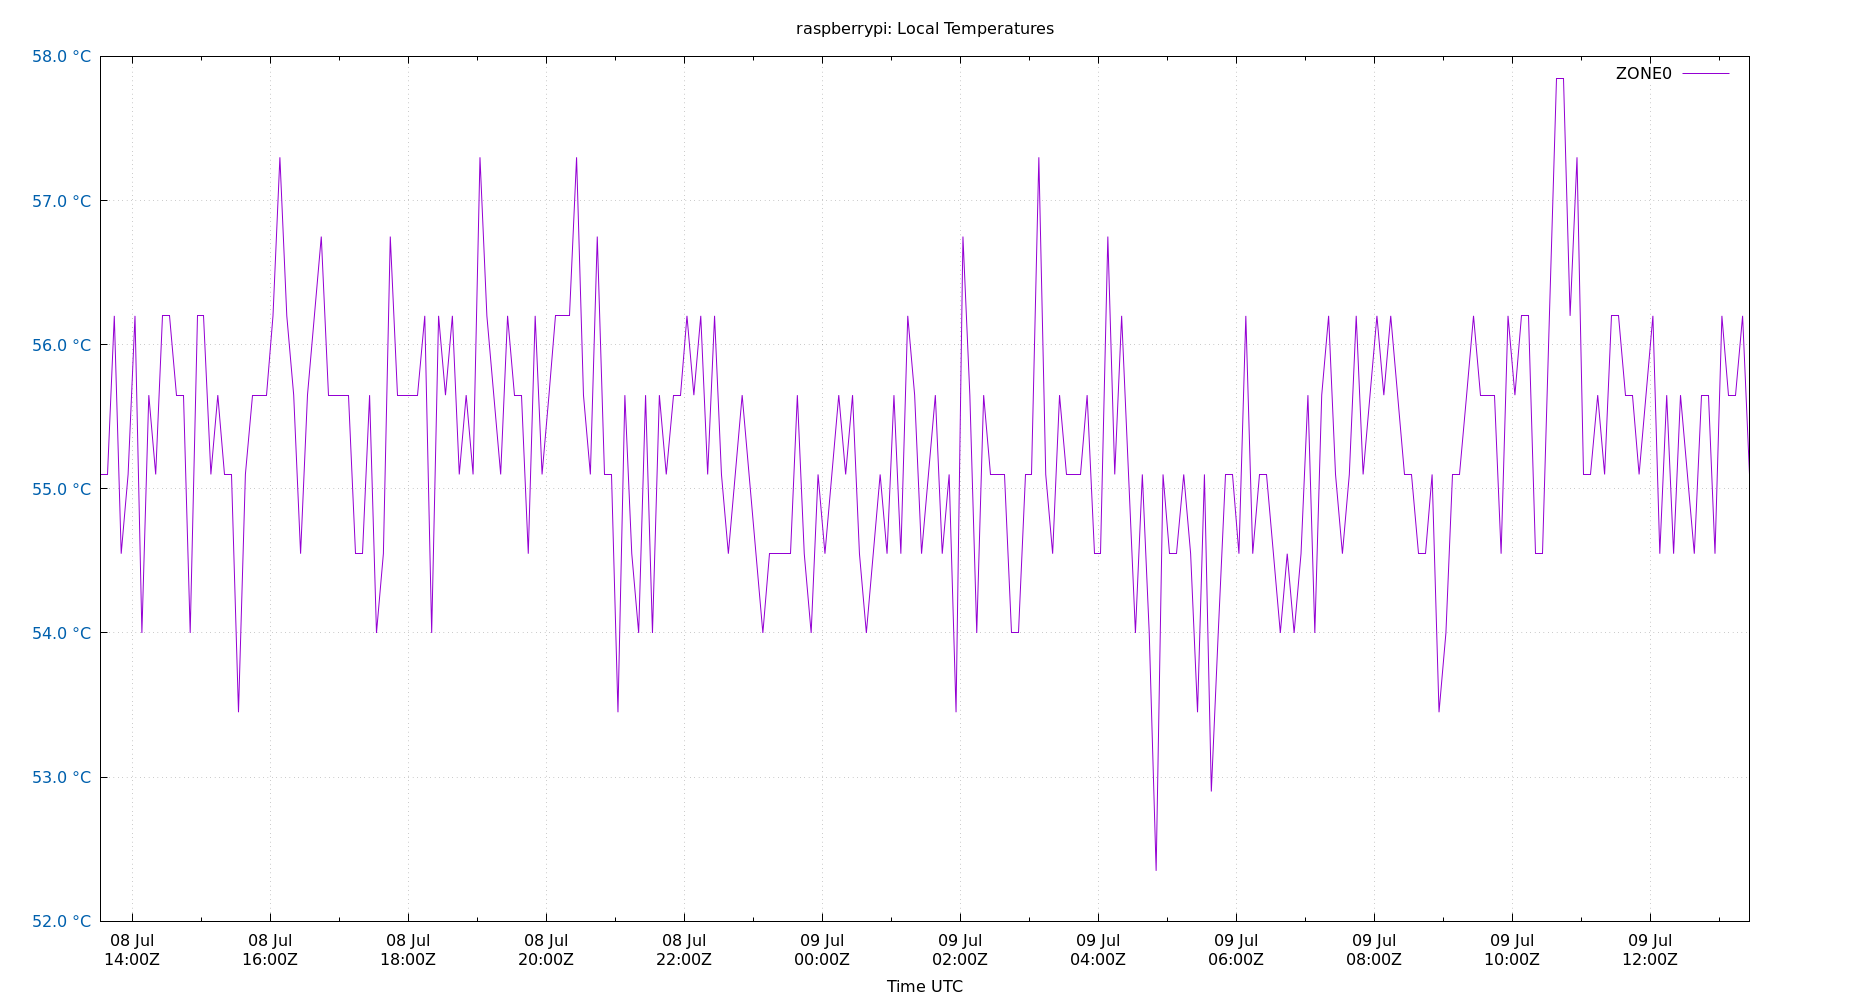 raspberrypi: Local Temperatures
58.0 °C
ZONE0
57.0 °C
56.0 °C
55.0 °C
54.0 °C
53.0 °C
52.0 °C
08 Jul 08 Jul 08 Jul 08 Jul 08 Jul 09 Jul 09 Jul 09 Jul 09 Jul 09 Jul 09 Jul 09 Jul
14:00Z 16:00Z 18:00Z 20:00Z 22:00Z 00:00Z 02:00Z 04:00Z 06:00Z 08:00Z 10:00Z 12:00Z
Time UTC